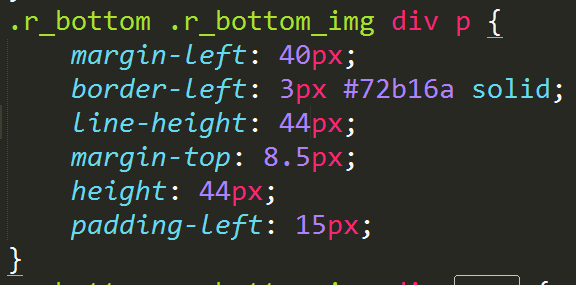 .r_bottom .r_bottom_img div p {
margin-left: 40px;
border-left: 3px #72b16a solid;
line-height: 44px;
margin-top: 8.5px;
height: 44px;
padding-left: 15px;
}